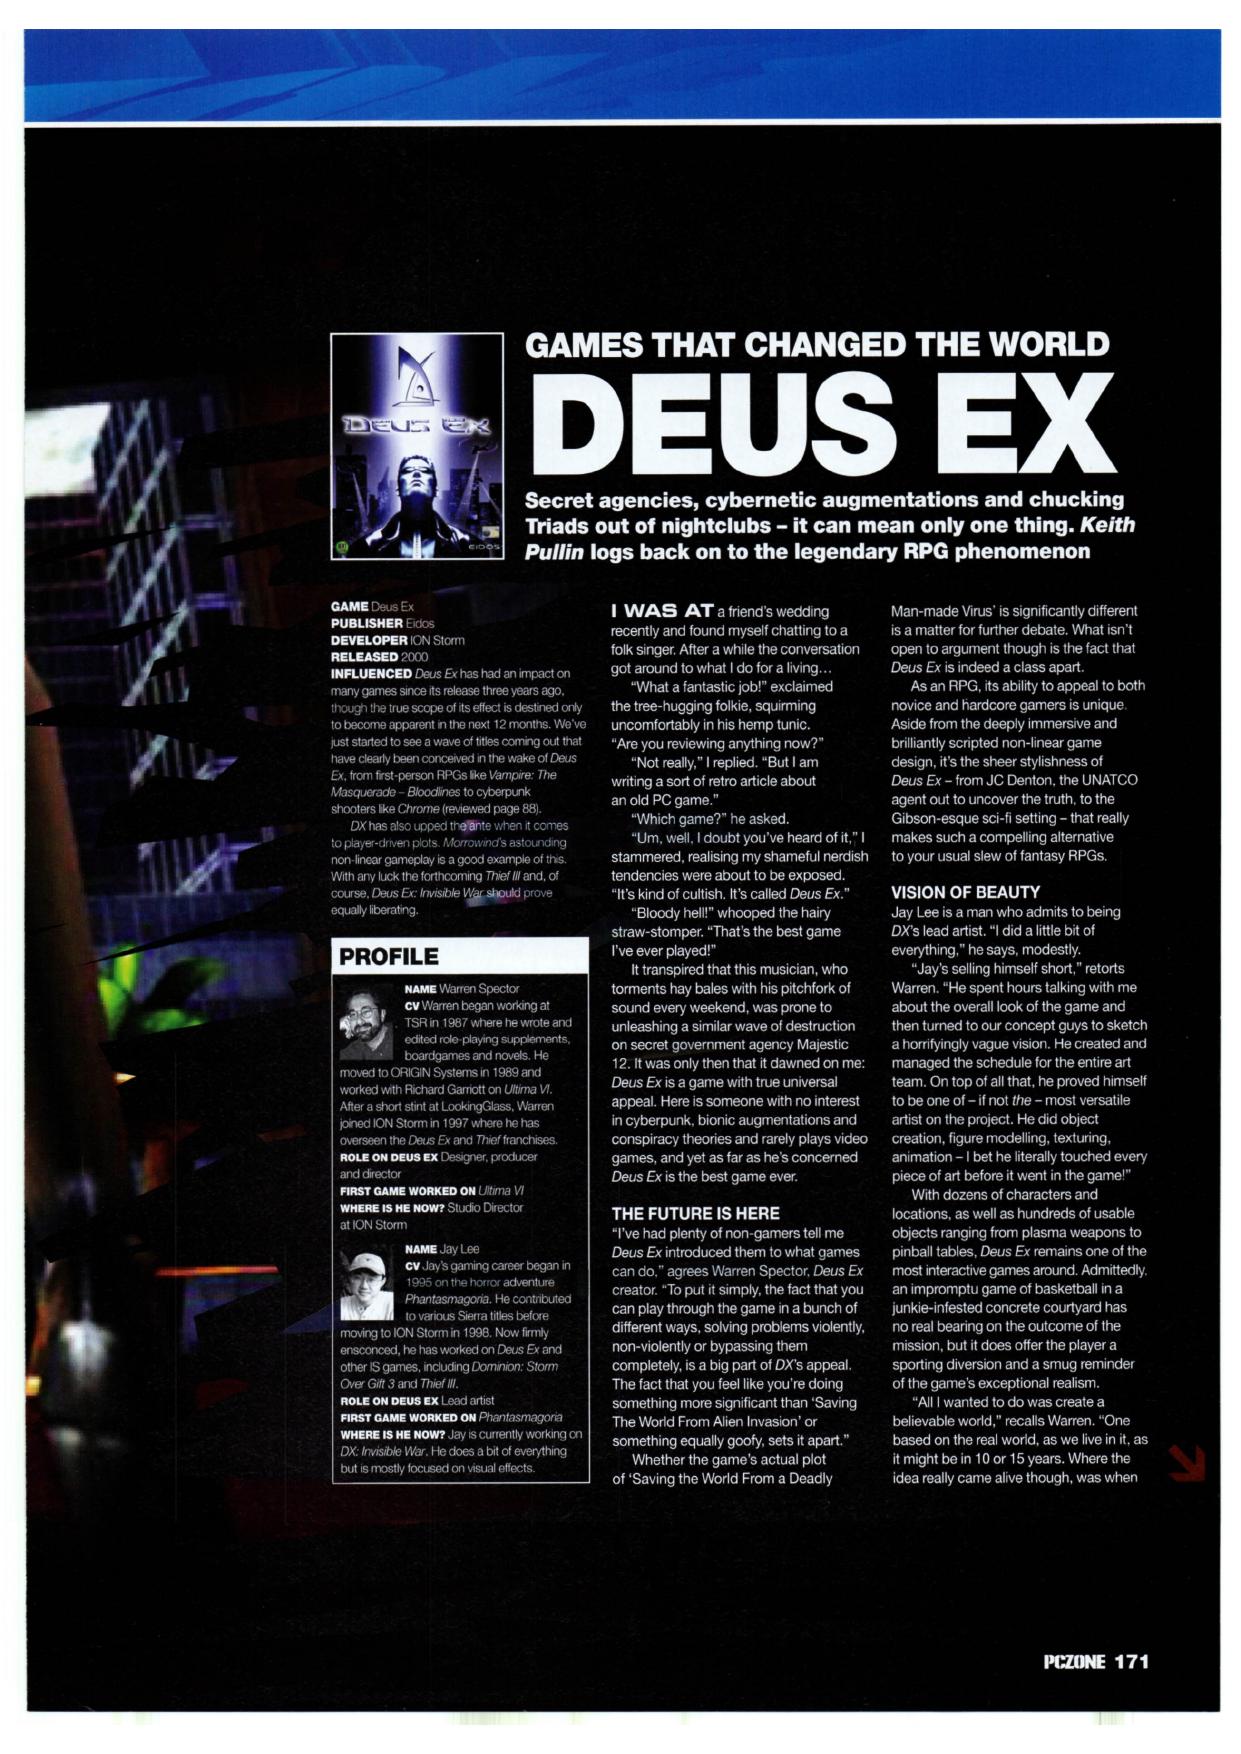 DEUS EX
EIDOS
GAMES THAT CHANGED THE WORLD
DEUS EX
Secret agencies, cybernetic augmentations and chucking
Triads out of nightclubs – it can mean only one thing. Keith
Pullin logs back on to the legendary RPG phenomenon
GAME Deus Ex
PUBLISHER Eidos
DEVELOPER ION Storm
RELEASED 2000
INFLUENCED Deus Ex has had an impact on
many games since its release three years ago,
though the true scope of its effect is destined only
to become apparent in the next 12 months. We've
just started to see a wave of titles coming out that
have clearly been conceived in the wake of Deus
Ex, from first-person RPGs like Vampire: The
Masquerade – Bloodlines to cyberpunk
shooters like Chrome (reviewed page 88).
DX has also upped the ante when it comes
to player-driven plots. Morrowind's astounding
non-linear gameplay is a good example of this.
With any luck the forthcoming Thief III and, of
course, Deus Ex: Invisible War should prove
equally liberating.
PROFILE
NAME Warren Spector
CV Warren began working at
TSR in 1987 where he wrote and
edited role-playing supplements,
boardgames and novels. He
moved to ORIGIN Systems in 1989 and
worked with Richard Garriott on Ultima VI.
After a short stint at LookingGlass, Warren
joined ION Storm in 1997 where he has
overseen the Deus Ex and Thief franchises.
ROLE ON DEUS EX Designer, producer
and director
FIRST GAME WORKED ON Ultima VI
WHERE IS HE NOW? Studio Director
at ION Storm
NAME Jay Lee
CV Jay's gaming career began in
1995 on the horror adventure
Phantasmagoria. He contributed
to various Sierra titles before
moving to ION Storm in 1998. Now firmly
ensconced, he has worked on Deus Ex and
other IS games, including Dominion: Storm
Over Gift 3 and Thief III.
ROLE ON DEUS EX Lead artist
FIRST GAME WORKED ON Phantasmagoria
WHERE IS HE NOW? Jay is currently working on
DX: Invisible War. He does a bit of everything
but is mostly focused on visual effects.
I WAS AT a friend's wedding
recently and found myself chatting to a
folk singer. After a while the conversation
got around to what I do for a living...
"What a fantastic job!" exclaimed
the tree-hugging folkie, squirming
uncomfortably in his hemp tunic.
"Are you reviewing anything now?"
"Not really," I replied. "But I am
writing a sort of retro article about
an old PC game."
"Which game?" he asked.
"Um, well, I doubt you've heard of it," I
stammered, realising my shameful nerdish
tendencies were about to be exposed.
"It's kind of cultish. It's called Deus Ex."
"Bloody hell!" whooped the hairy
straw-stomper. "That's the best game
I've ever played!"
It transpired that this musician, who
torments hay bales with his pitchfork of
sound every weekend, was prone to
unleashing a similar wave of destruction
on secret government agency Majestic
12. It was only then that it dawned on me:
Deus Ex is a game with true universal
appeal. Here is someone with no interest
in cyberpunk, bionic augmentations and
conspiracy theories and rarely plays video
games, and yet as far as he's concerned
Deus Ex is the best game ever.
THE FUTURE IS HERE
"I've had plenty of non-gamers tell me
Deus Ex introduced them to what games
can do," agrees Warren Spector, Deus Ex
creator. "To put it simply, the fact that you
can play through the game in a bunch of
different ways, solving problems violently,
non-violently or bypassing them
completely, is a big part of DX's appeal.
The fact that you feel like you're doing
something more significant than 'Saving
The World From Alien Invasion' or
something equally goofy, sets it apart."
Whether the game's actual plot
of 'Saving the World From a Deadly
Man-made Virus' is significantly different
is a matter for further debate. What isn't
open to argument though is the fact that
Deus Ex is indeed a class apart.
As an RPG, its ability to appeal to both
novice and hardcore gamers is unique.
Aside from the deeply immersive and
brilliantly scripted non-linear game
design, it's the sheer stylishness of
Deus Ex – from JC Denton, the UNATCO
agent out to uncover the truth, to the
Gibson-esque sci-fi setting – that really
makes such a compelling alternative
to your usual slew of fantasy RPGs.
VISION OF BEAUTY
Jay Lee is a man who admits to being
DX's lead artist. "I did a little bit of
everything," he says, modestly.
"Jay's selling himself short," retorts
Warren. "He spent hours talking with me
about the overall look of the game and
then turned to our concept guys to sketch
a horrifyingly vague vision. He created and
managed the schedule for the entire art
team. On top of all that, he proved himself
to be one of – if not the – most versatile
artist on the project. He did object
creation, figure modelling, texturing,
animation – I bet he literally touched every
piece of art before it went in the game!"
With dozens of characters and
locations, as well as hundreds of usable
objects ranging from plasma weapons to
pinball tables, Deus Ex remains one of the
most interactive games around. Admittedly,
an impromptu game of basketball in a
junkie-infested concrete courtyard has
no real bearing on the outcome of the
mission, but it does offer the player a
sporting diversion and a smug reminder
of the game's exceptional realism.
"All I wanted to do was create a
believable world," recalls Warren. "One
based on the real world, as we live in it, as
it might be in 10 or 15 years. Where the
idea really came alive though, was when
PCZONE 171